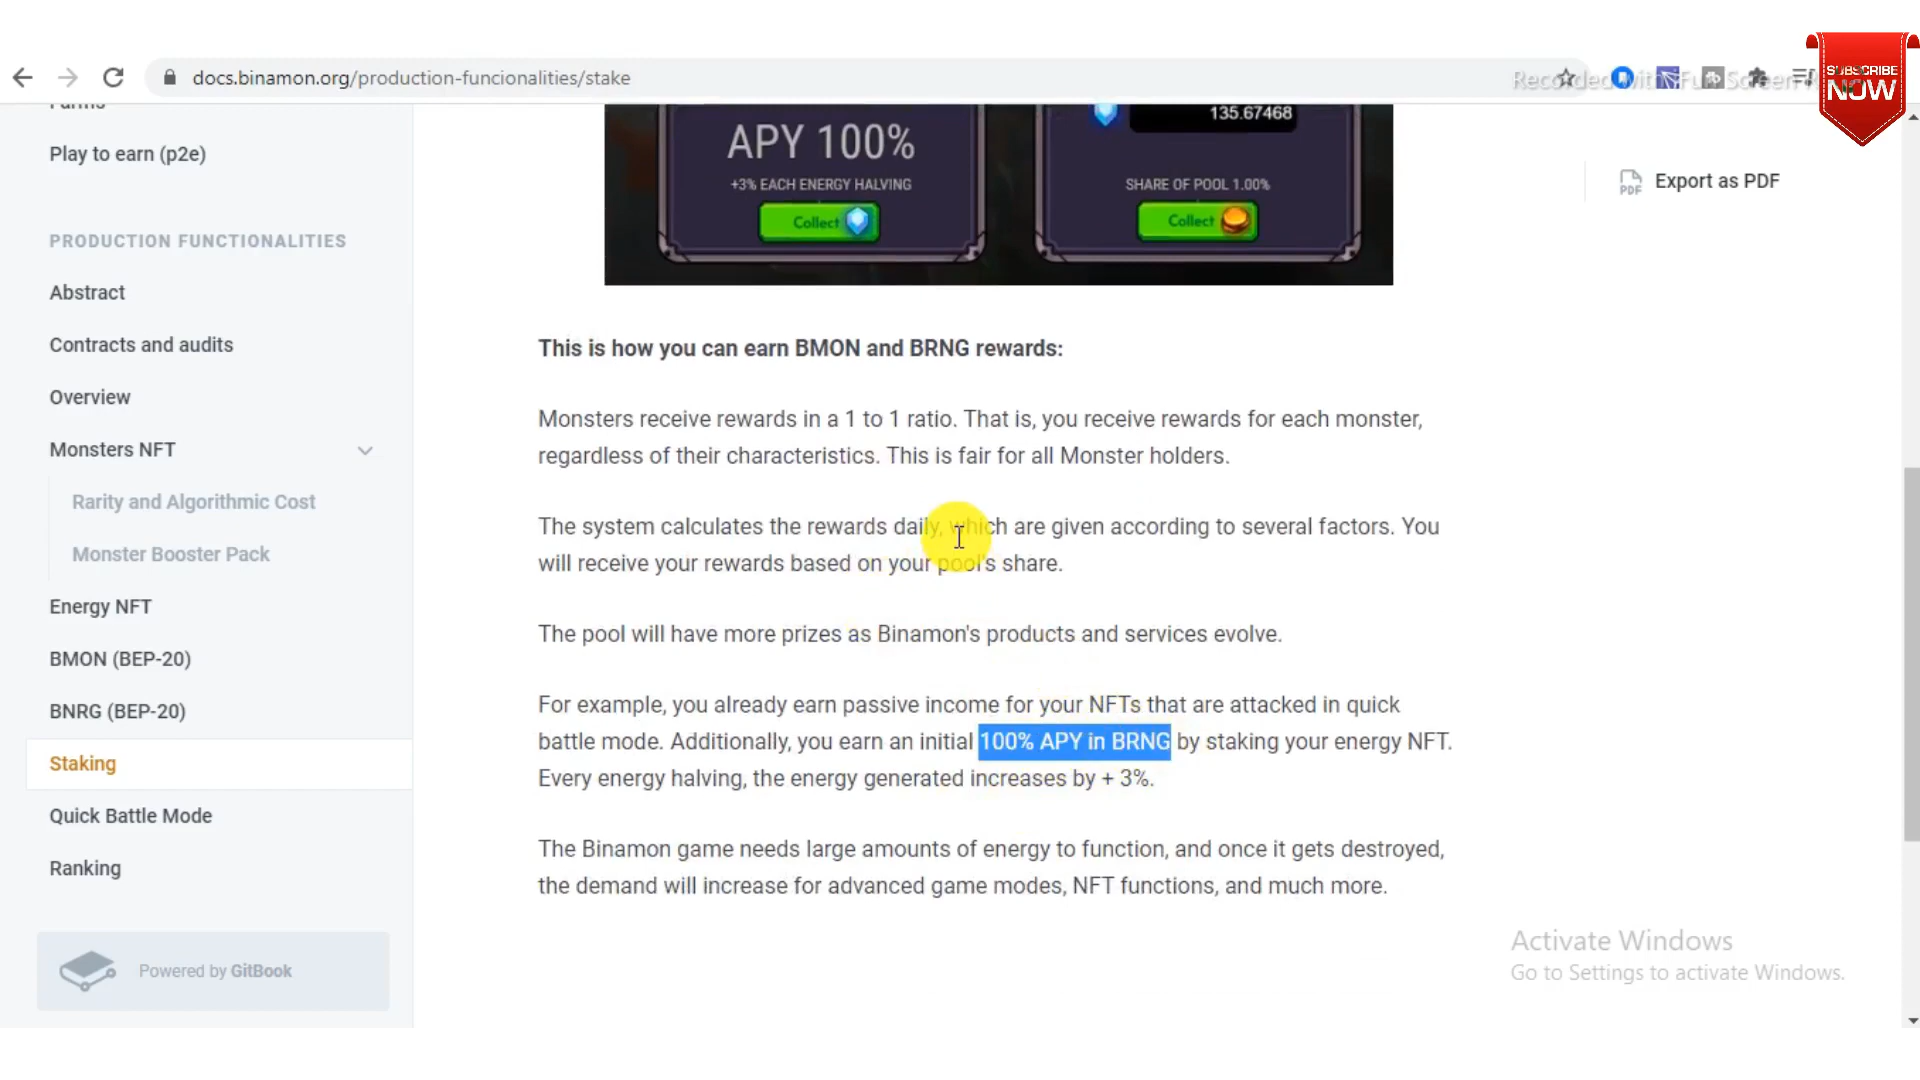 docs.binamon.org/production-funcionalities/stake
SUBSCRIBE
NOW
Farms
Play to earn (p2e)
PRODUCTION FUNCTIONALITIES
Abstract
Contracts and audits
Overview
Monsters NFT
Rarity and Algorithmic Cost
Monster Booster Pack
Energy NFT
BMON (BEP-20)
BNRG (BEP-20)
Staking
Quick Battle Mode
Ranking
Powered by GitBook
APY 100%
+3% EACH ENERGY HALVING
Collect
135.67468
SHARE OF POOL 1.00%
Collect
This is how you can earn BMON and BRNG rewards:
Monsters receive rewards in a 1 to 1 ratio. That is, you receive rewards for each monster,
regardless of their characteristics. This is fair for all Monster holders.
The system calculates the rewards daily, which are given according to several factors. You
will receive your rewards based on your pool's share.
The pool will have more prizes as Binamon's products and services evolve.
For example, you already earn passive income for your NFTs that are attacked in quick
battle mode. Additionally, you earn an initial 100% APY in BRNG by staking your energy NFT.
Every energy halving, the energy generated increases by + 3%.
The Binamon game needs large amounts of energy to function, and once it gets destroyed,
the demand will increase for advanced game modes, NFT functions, and much more.
PDF
Export as PDF
Activate Windows
Go to Settings to activate Windows.